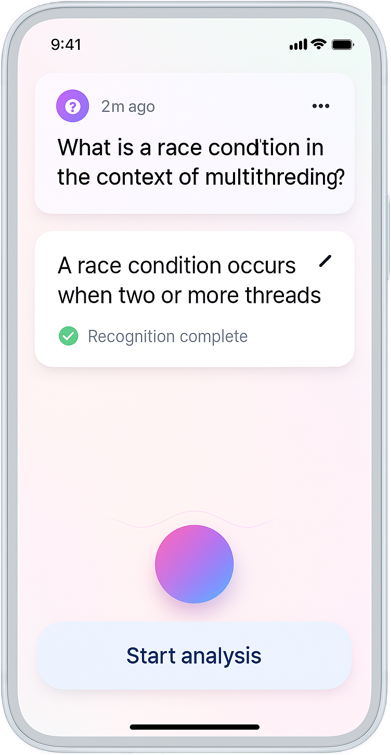 9:41
2m ago
What is a race cond'tion in
the context of multithreding?
A race condition occurs
when two or more threads
Recognition complete
Start analysis